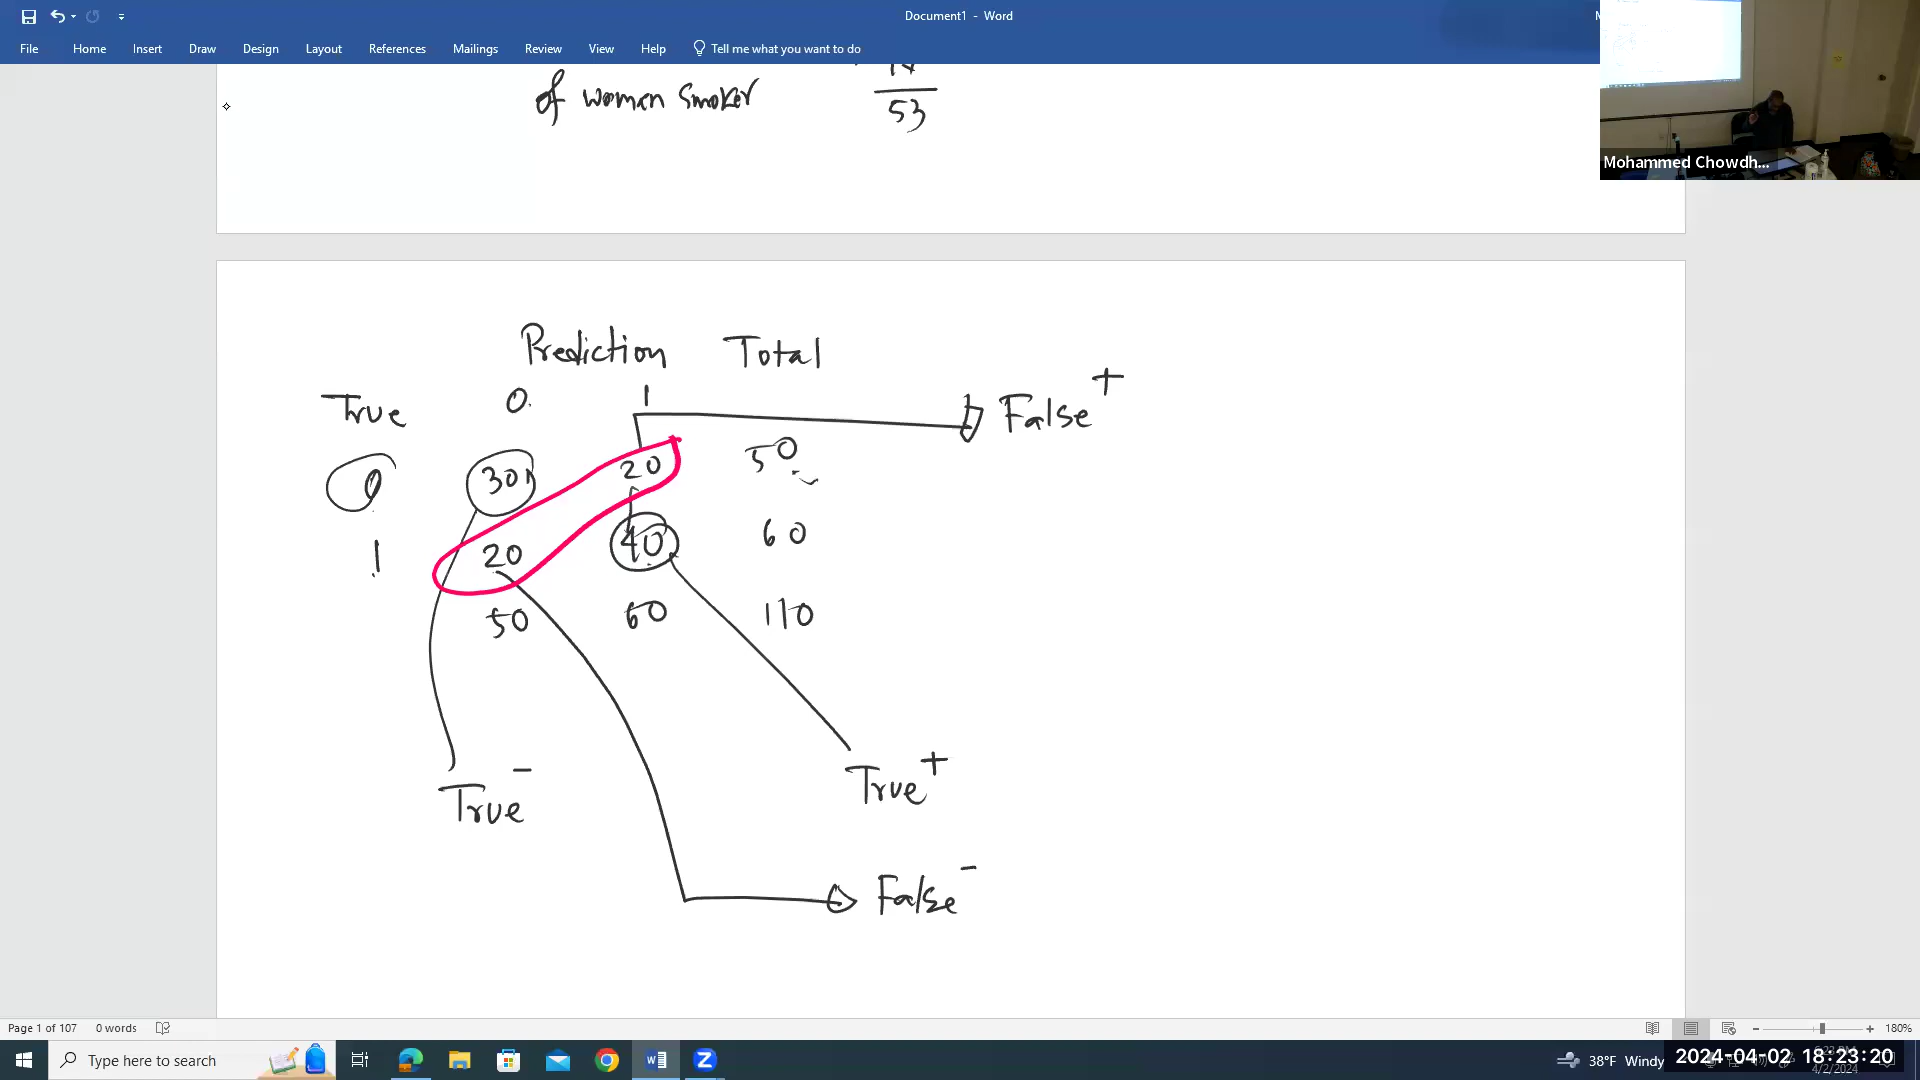 Document1 - Word
File Home Insert Draw Design Layout References Mailings Review View Help Tell me what you want to do
Mohammed Chowdh...
of women smoker
53
Prediction Total
True 0 1
False +
0 30 20 50
1 20 40 60
50 60 110
True -
True +
False -
Page 1 of 107 0 words
180%
Type here to search
38°F Windy
2024-04-02 18:23:20
4/2/2024